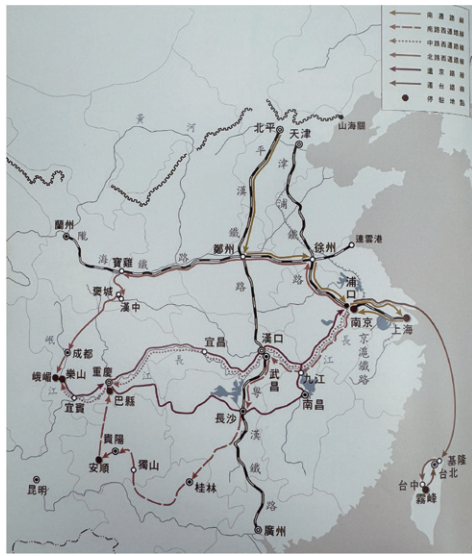 南遷路線
南路西遷路線
中路西遷路線
北路西遷路線
還京路線
遷台路線
停駐地點
北平
天津
山海關
黃
河
平
漢
鐵
路
津
浦
鐵
路
蘭州
隴
海
鐵
路
寶雞
鄭州
徐州
連雲港
褒城
漢中
浦口
南京
上海
京滬鐵路
岷
江
成都
峨嵋
樂山
宜賓
重慶
巴縣
宜昌
長
江
漢口
武昌
九江
南昌
長
江
長沙
粵
漢
鐵
路
貴陽
安順
獨山
桂林
昆明
廣州
基隆
台北
台中
霧峰